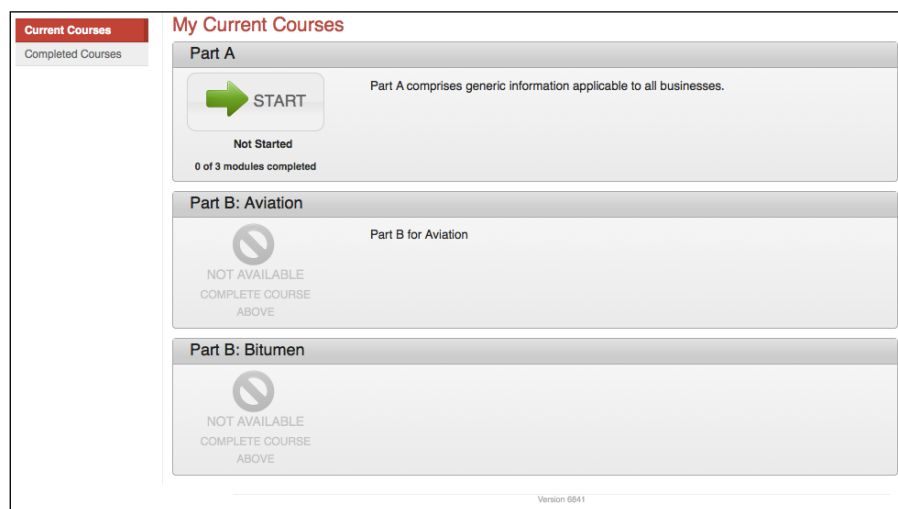 Current Courses
Completed Courses
My Current Courses
Part A
START
Part A comprises generic information applicable to all businesses.
Not Started
0 of 3 modules completed
Part B: Aviation
Part B for Aviation
NOT AVAILABLE
COMPLETE COURSE
ABOVE
Part B: Bitumen
NOT AVAILABLE
COMPLETE COURSE
ABOVE
Version 6841